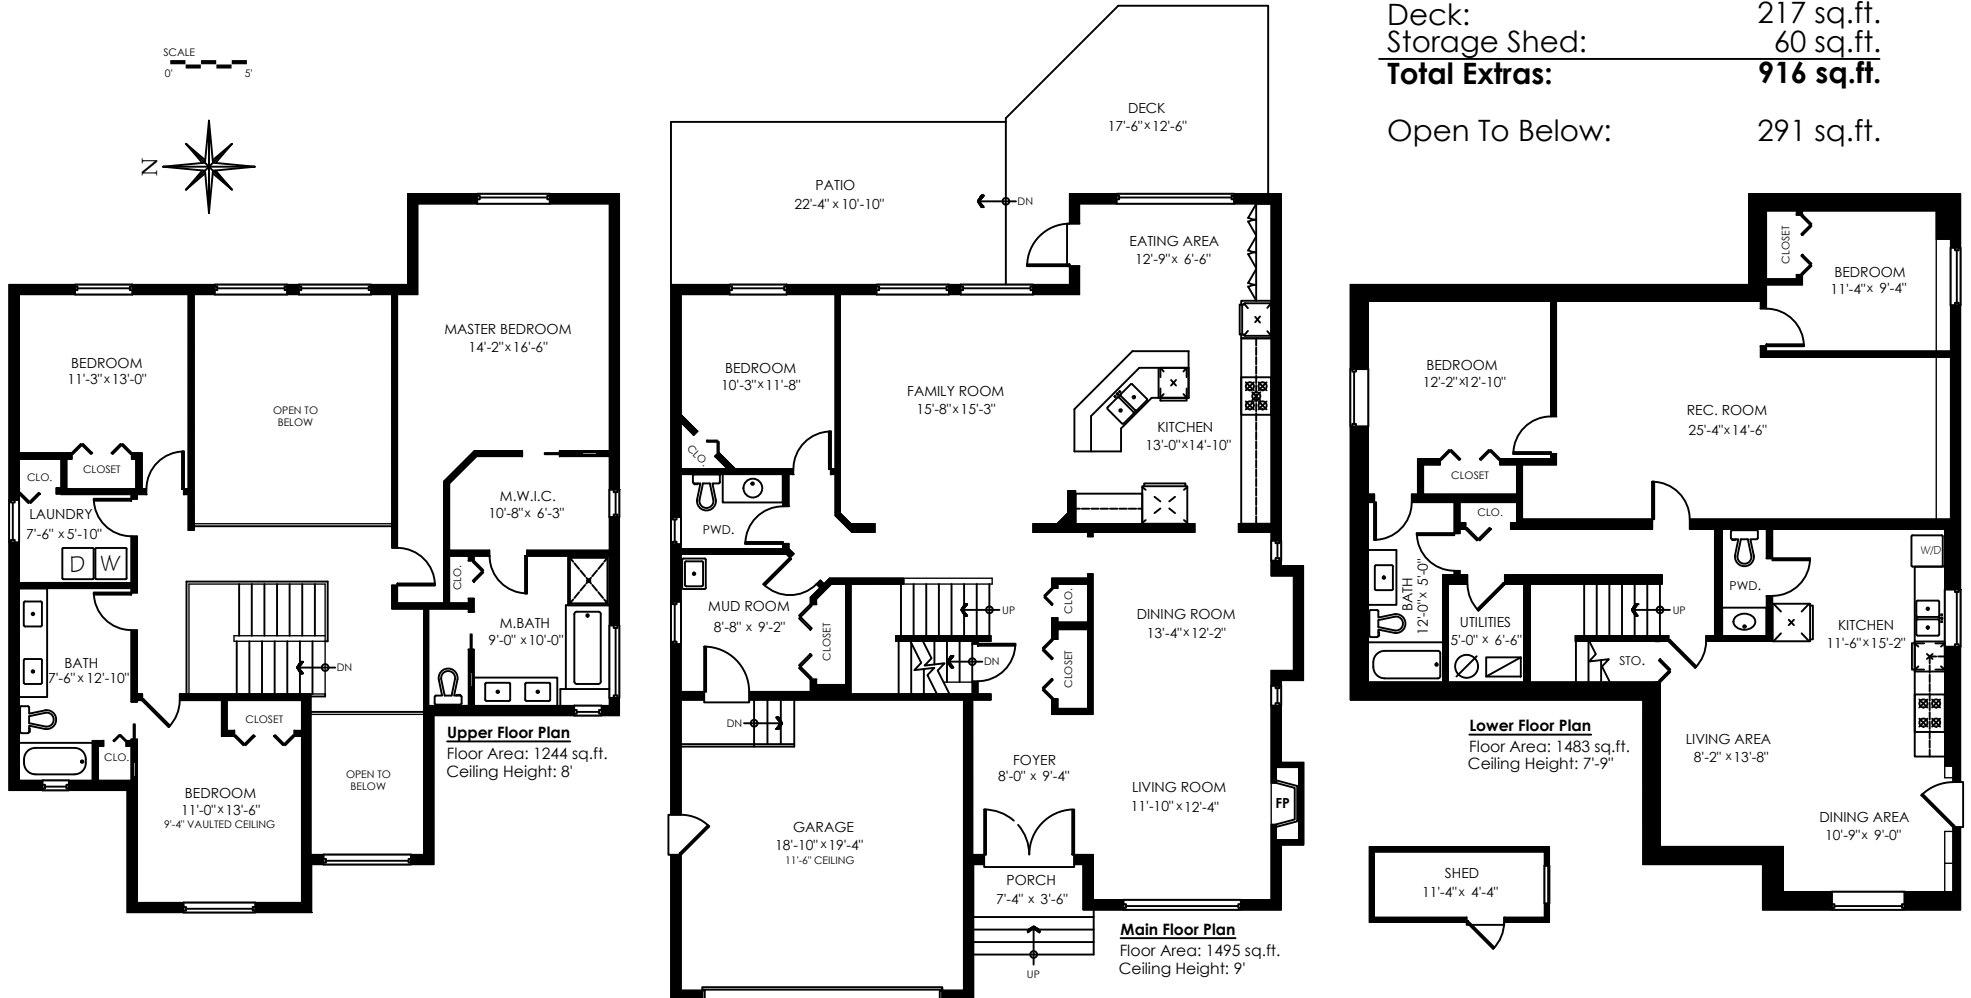 SCALE
0' 5'
N
BEDROOM
11'-3"x13'-0"
OPEN TO
BELOW
MASTER BEDROOM
14'-2"x16'-6"
CLO.
CLOSET
LAUNDRY
7'-6"x5'-10"
D W
M.W.I.C.
10'-8"x 6'-3"
CLO.
M.BATH
9'-0"x10'-0"
DN
BATH
7'-6"x12'-10"
CLOSET
CLO.
BEDROOM
11'-0"x13'-6"
9'-4" VAULTED CEILING
OPEN TO
BELOW
Upper Floor Plan
Floor Area: 1244 sq.ft.
Ceiling Height: 8'
DECK
17'-6"x12'-6"
PATIO
22'-4" x 10'-10"
DN
EATING AREA
12'-9"x 6'-6"
BEDROOM
10'-3"x11'-8"
FAMILY ROOM
15'-8"x15'-3"
KITCHEN
13'-0"x14'-10"
CLO.
PWD.
MUD ROOM
8'-8" x 9'-2"
CLOSET
UP
DN
CLO.
CLOSET
DINING ROOM
13'-4"x12'-2"
DN
FOYER
8'-0" x 9'-4"
LIVING ROOM
11'-10"x12'-4"
FP
GARAGE
18'-10"x19'-4"
11'-6" CEILING
PORCH
7'-4" x 3'-6"
UP
Main Floor Plan
Floor Area: 1495 sq.ft.
Ceiling Height: 9'
Deck: 217 sq.ft.
Storage Shed: 60 sq.ft.
Total Extras: 916 sq.ft.
Open To Below: 291 sq.ft.
CLOSET
BEDROOM
11'-4"x 9'-4"
BEDROOM
12'-2"x12'-10"
REC. ROOM
25'-4"x14'-6"
CLOSET
CLO.
BATH
12'-0"x 5'-0"
UTILITIES
5'-0"x 6'-6"
UP
STO.
PWD.
W/D
KITCHEN
11'-6"x15'-2"
LIVING AREA
8'-2"x13'-8"
DINING AREA
10'-9"x 9'-0"
Lower Floor Plan
Floor Area: 1483 sq.ft.
Ceiling Height: 7'-9"
SHED
11'-4"x 4'-4"